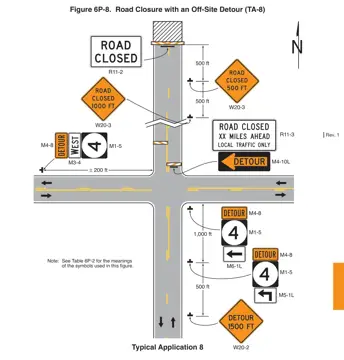 Figure 6P-8. Road Closure with an Off-Site Detour (TA-8)
N
ROAD
CLOSED
R11-2
500 ft
ROAD
CLOSED
500 FT
W20-3
ROAD
CLOSED
1000 FT
W20-3
500 ft
ROAD CLOSED
XX MILES AHEAD
LOCAL TRAFFIC ONLY
R11-3
Rev. 1
M4-8
DETOUR
WEST
4
M1-5
M3-4
DETOUR
M4-10L
± 200 ft
DETOUR
M4-8
4
M1-5
M6-1L
1,000 ft
Note: See Table 6P-2 for the meanings
of the symbols used in this figure.
DETOUR
M4-8
4
M1-5
M5-1L
500 ft
DETOUR
1500 FT
W20-2
Typical Application 8